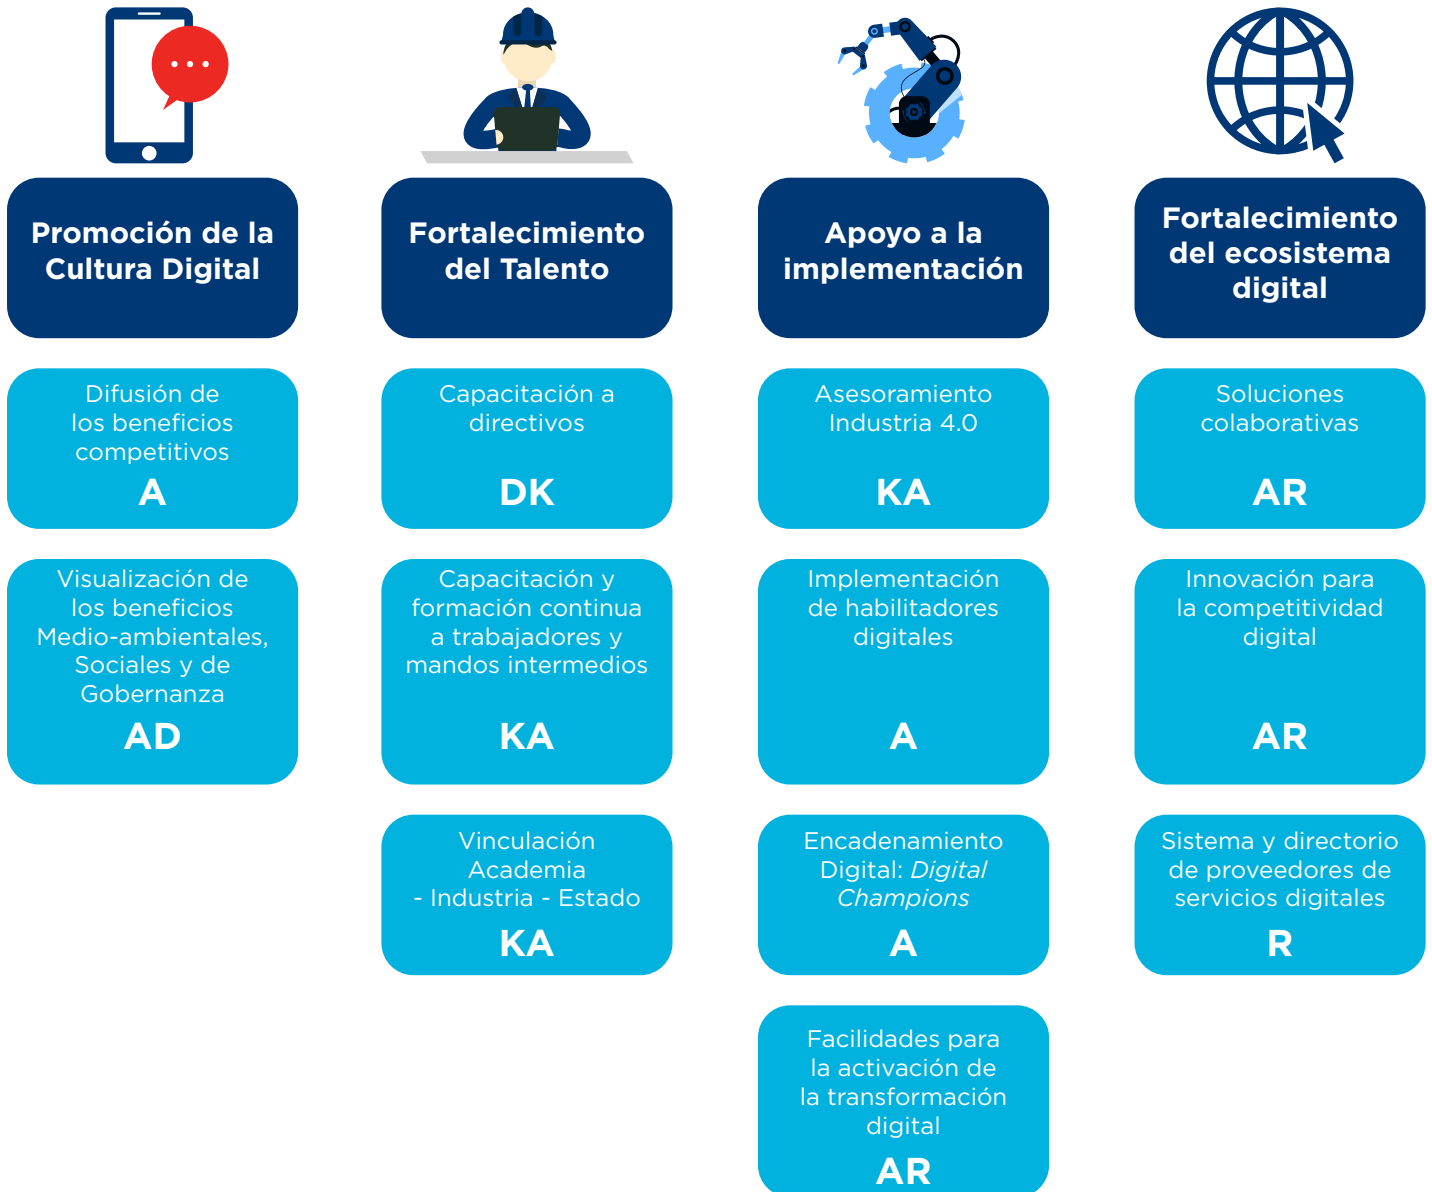 Promoción de la
Cultura Digital
Difusión de
los beneficios
competitivos
A
Visualización de
los beneficios
Medio-ambientales,
Sociales y de
Gobernanza
AD
Fortalecimiento
del Talento
Capacitación a
directivos
DK
Capacitación y
formación continua
a trabajadores y
mandos intermedios
KA
Vinculación
Academia
- Industria - Estado
KA
Apoyo a la
implementación
Asesoramiento
Industria 4.0
KA
Implementación
de habilitadores
digitales
A
Encadenamiento
Digital: Digital
Champions
A
Facilidades para
la activación de
la transformación
digital
AR
Fortalecimiento
del ecosistema
digital
Soluciones
colaborativas
AR
Innovación para
la competitividad
digital
AR
Sistema y directorio
de proveedores de
servicios digitales
R